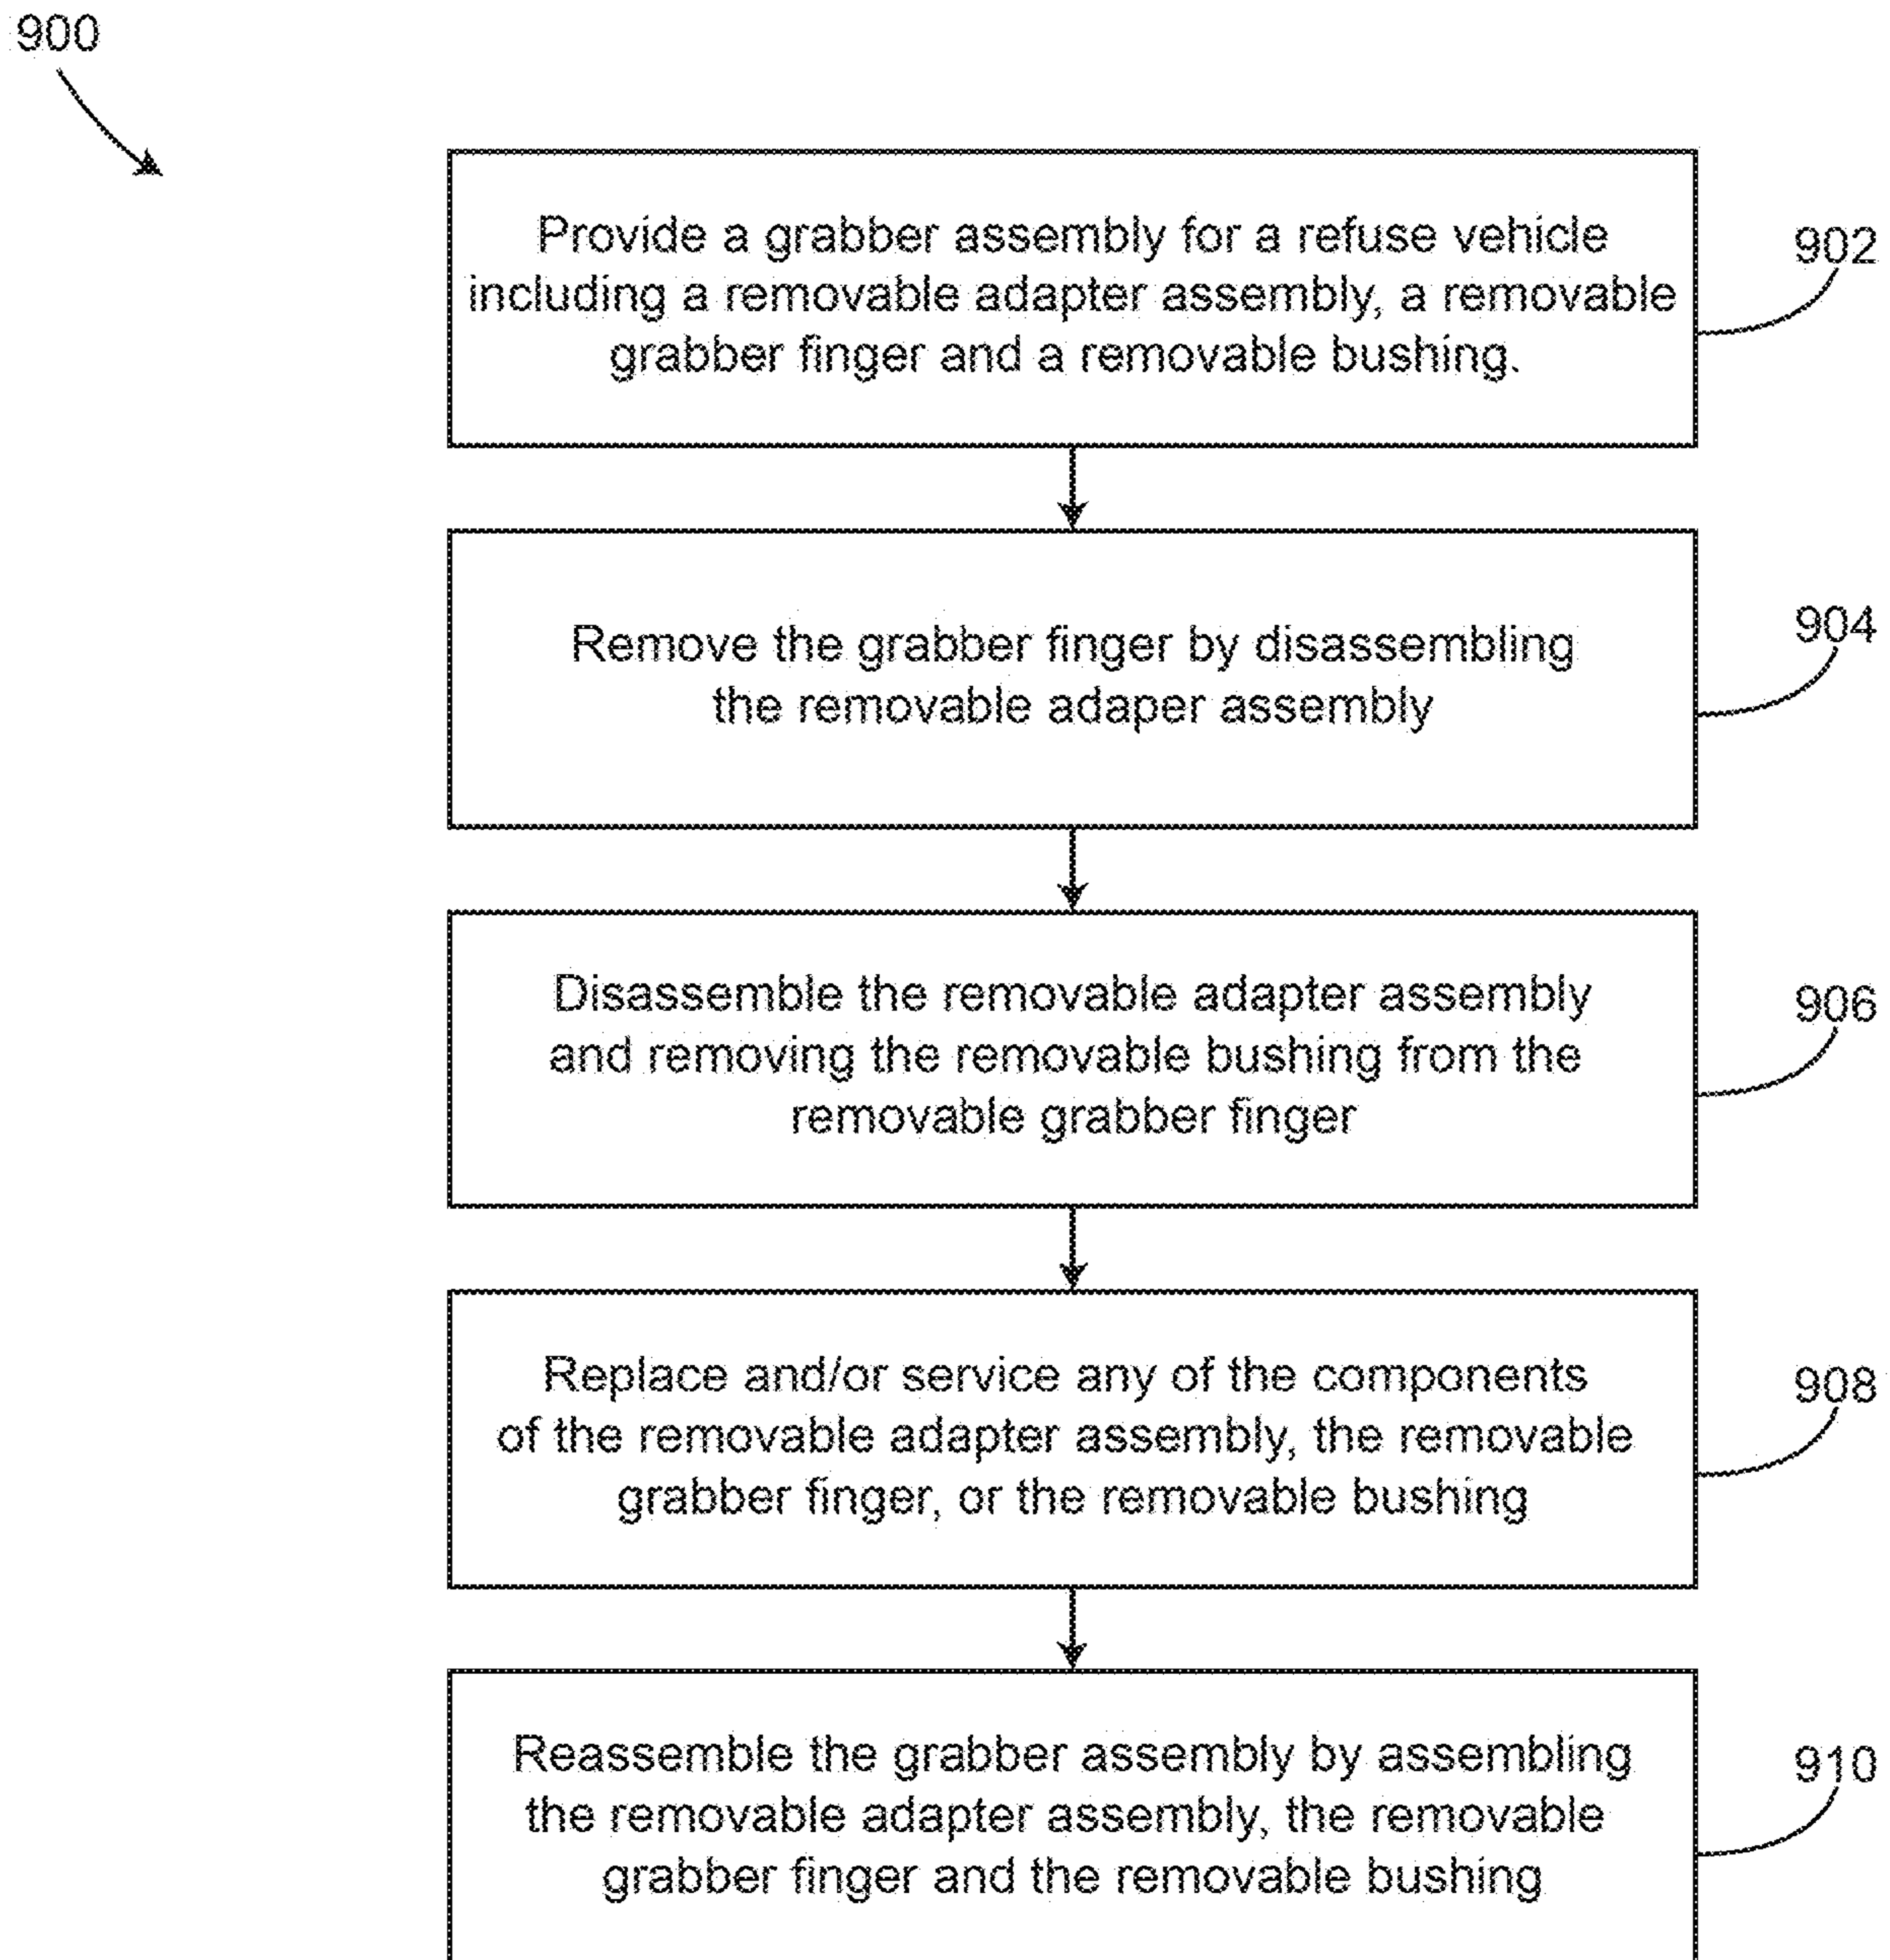 900
Provide a grabber assembly for a refuse vehicle
including a removable adapter assembly, a removable
grabber finger and a removable bushing.
902
Remove the grabber finger by disassembling
the removable adaper assembly
904
Disassemble the removable adapter assembly
and removing the removable bushing from the
removable grabber finger
906
Replace and/or service any of the components
of the removable adapter assembly, the removable
grabber finger, or the removable bushing
908
Reassemble the grabber assembly by assembling
the removable adapter assembly, the removable
grabber finger and the removable bushing
910